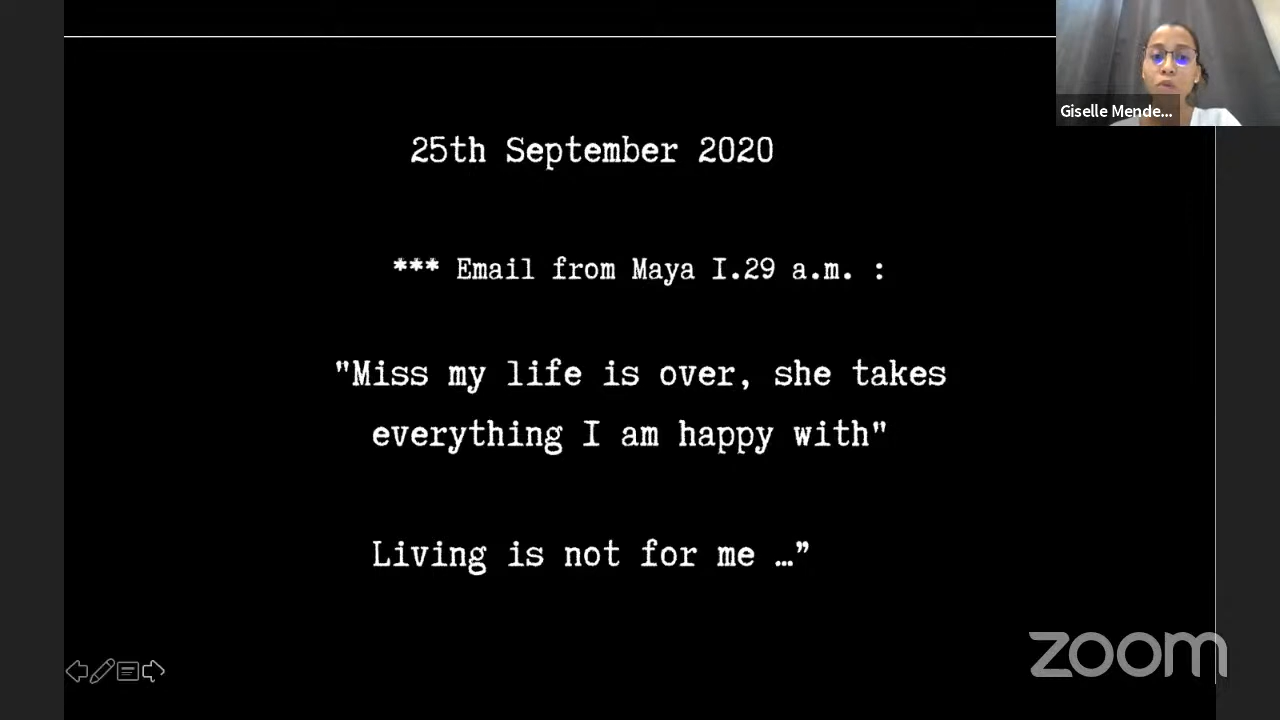 Giselle Mende...
25th September 2020
*** Email from Maya I.29 a.m. :
"Miss my life is over, she takes
everything I am happy with"
Living is not for me …”
zoom